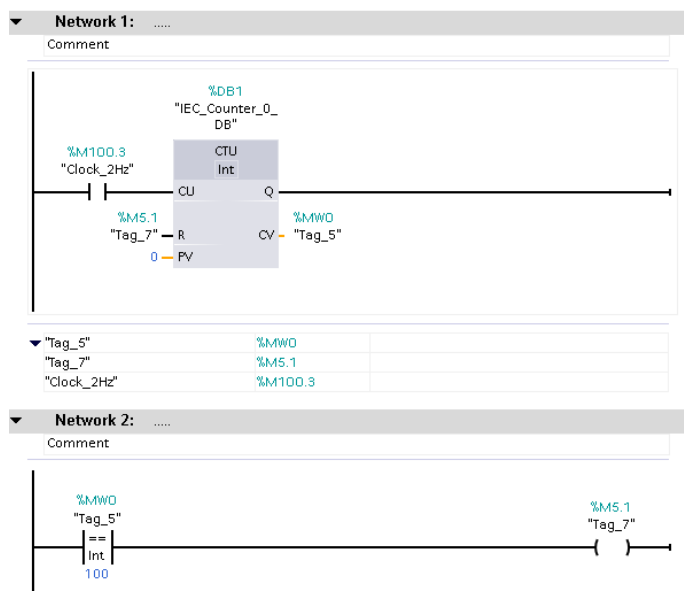 Network 1: .....
Comment
%DB1
"IEC_Counter_0_
DB"
%M100.3
"Clock_2Hz"
CTU
Int
CU Q
%M5.1
"Tag_7" R
CV
%MW0
"Tag_5"
0 PV
"Tag_5" %MW0
"Tag_7" %M5.1
"Clock_2Hz" %M100.3
Network 2: .....
Comment
%MW0
"Tag_5"
==
Int
100
%M5.1
"Tag_7"